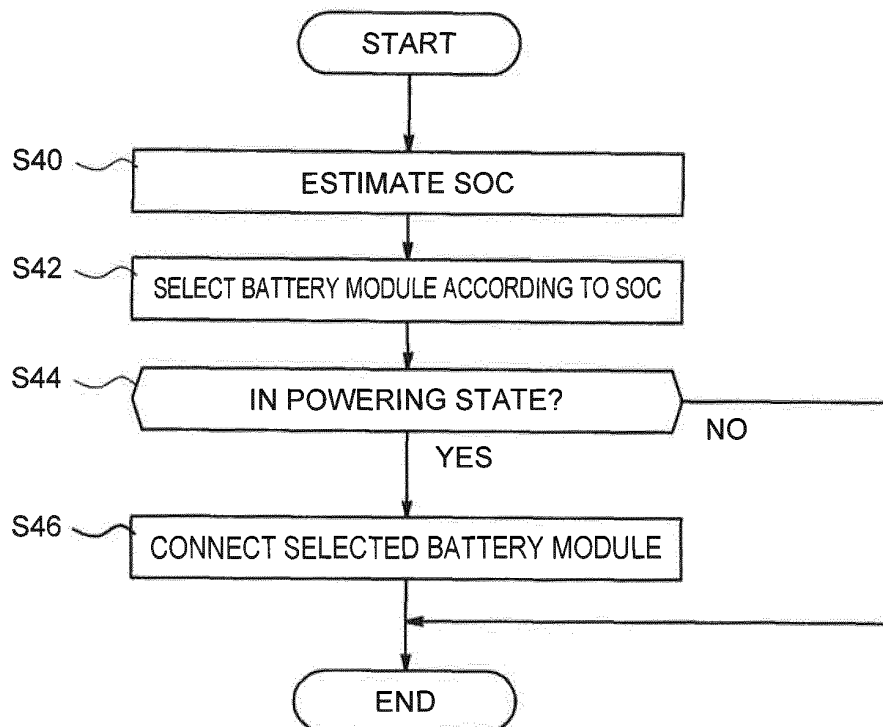 START
S40
ESTIMATE SOC
S42
SELECT BATTERY MODULE ACCORDING TO SOC
S44
IN POWERING STATE?
NO
YES
S46
CONNECT SELECTED BATTERY MODULE
END